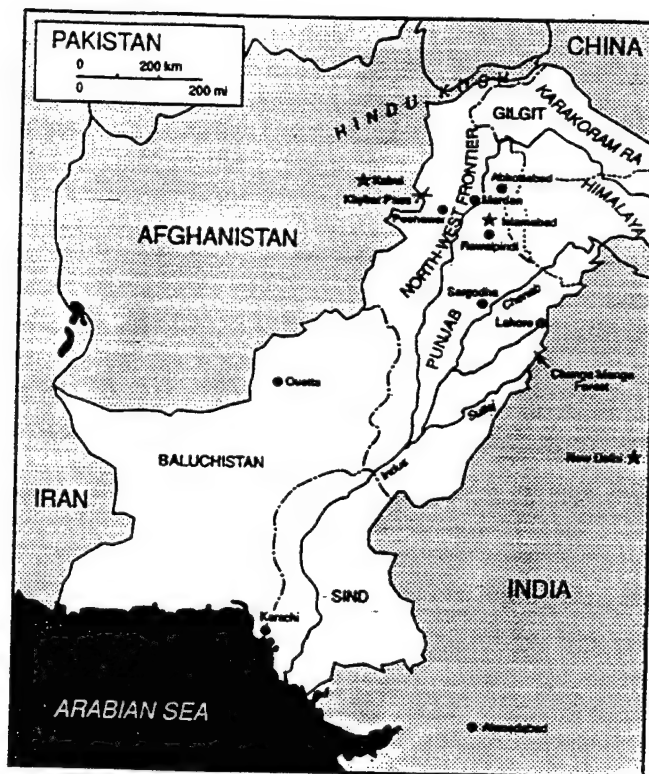 PAKISTAN
0 200 km
0 200 mi
CHINA
HINDU KUSH
GILGIT
KARAKORAM RA
HIMALAYA
Kabul
Khyber Pass
Peshawar
NORTH-WEST FRONTIER
Abbottabad
Mardan
Islamabad
Rawalpindi
AFGHANISTAN
Sargodha
Chenab
PUNJAB
Lahore
Changa Manga
Forest
Sutlej
Quetta
New Delhi
BALUCHISTAN
Indus
IRAN
INDIA
SIND
Karachi
ARABIAN SEA
Ahmedabad